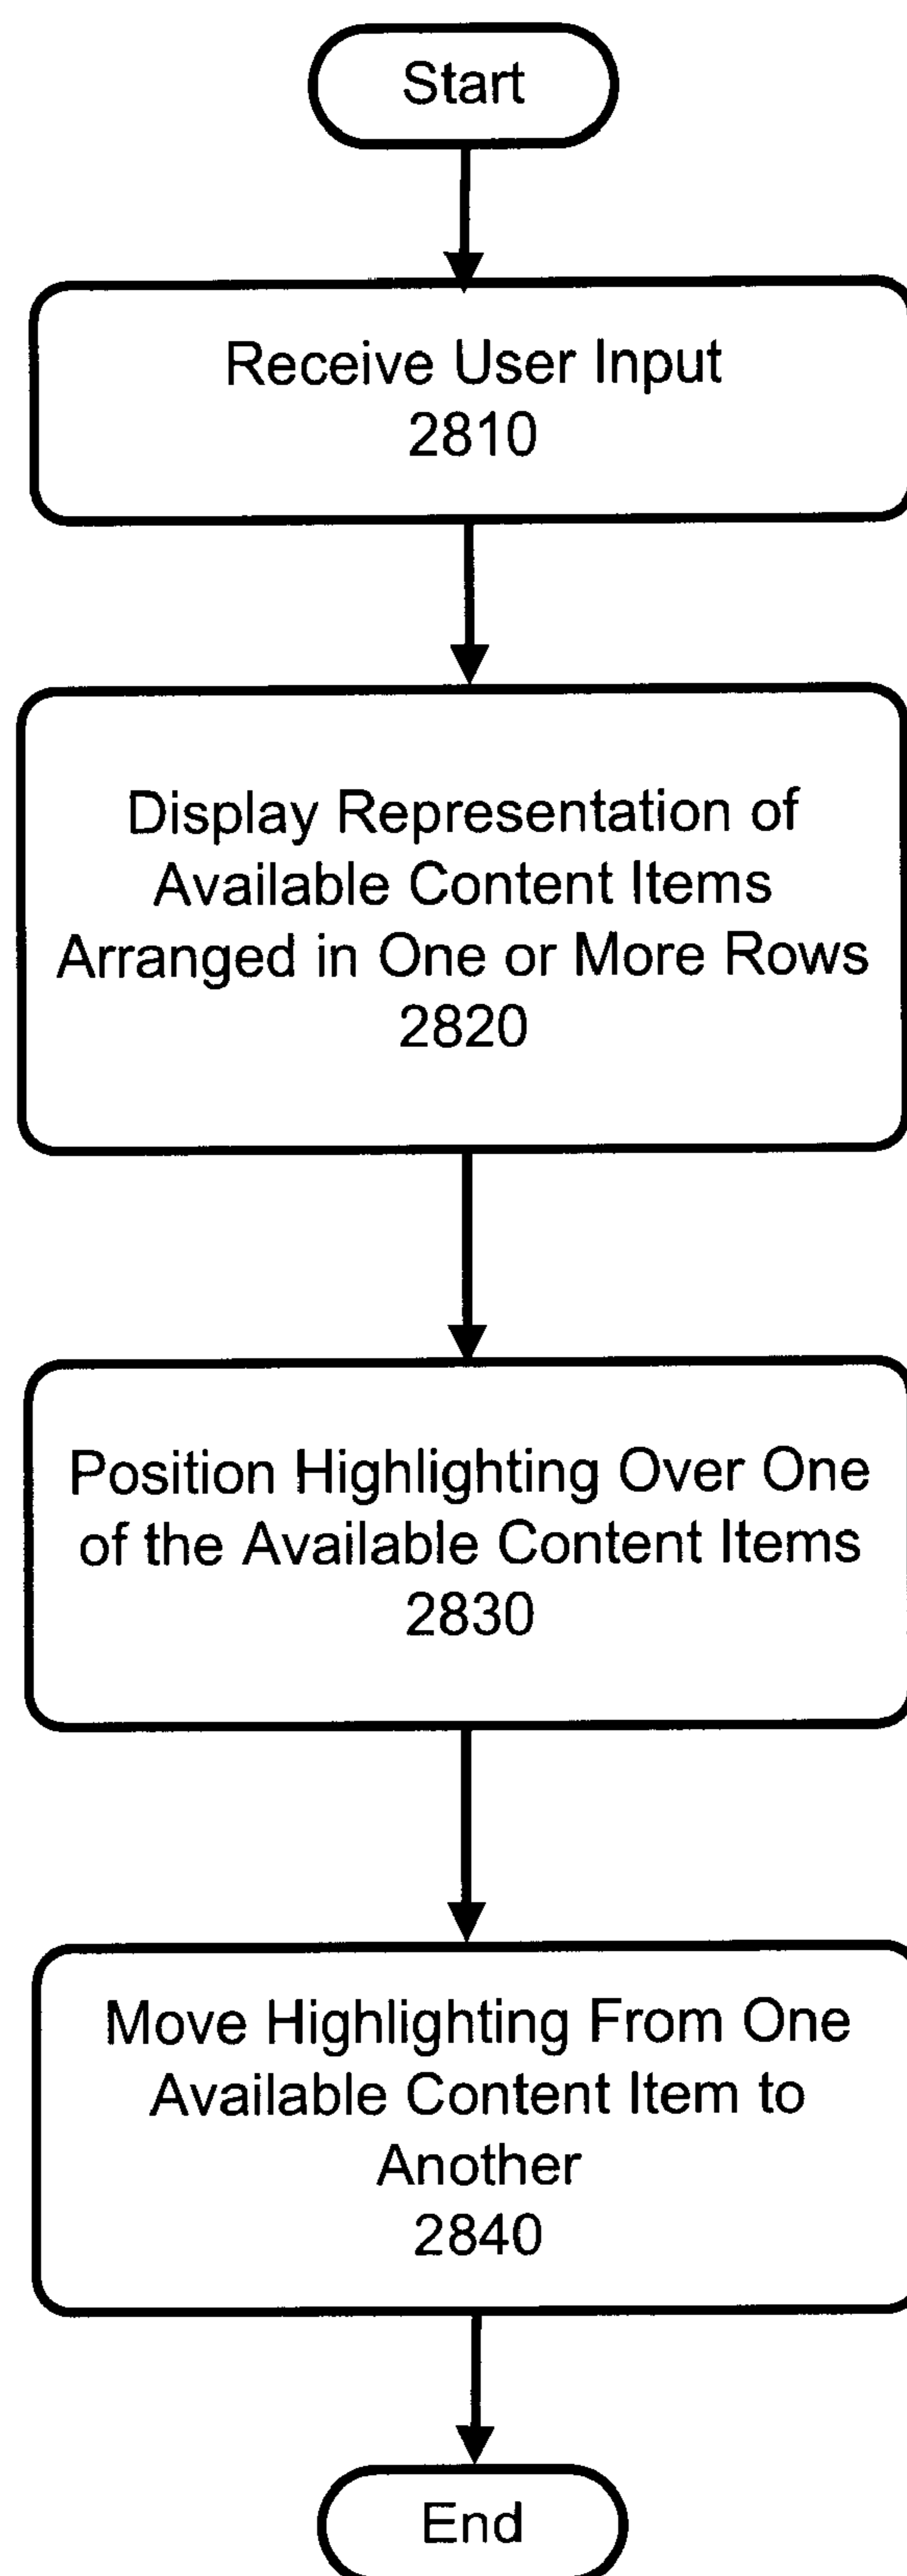 Start
Receive User Input
2810
Display Representation of
Available Content Items
Arranged in One or More Rows
2820
Position Highlighting Over One
of the Available Content Items
2830
Move Highlighting From One
Available Content Item to
Another
2840
End